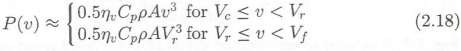 P(v) ≈ { 0.5η_v C_p ρAv³ for V_c ≤ v < V_r
0.5η_v C_p ρAV_r³ for V_r ≤ v < V_f (2.18)